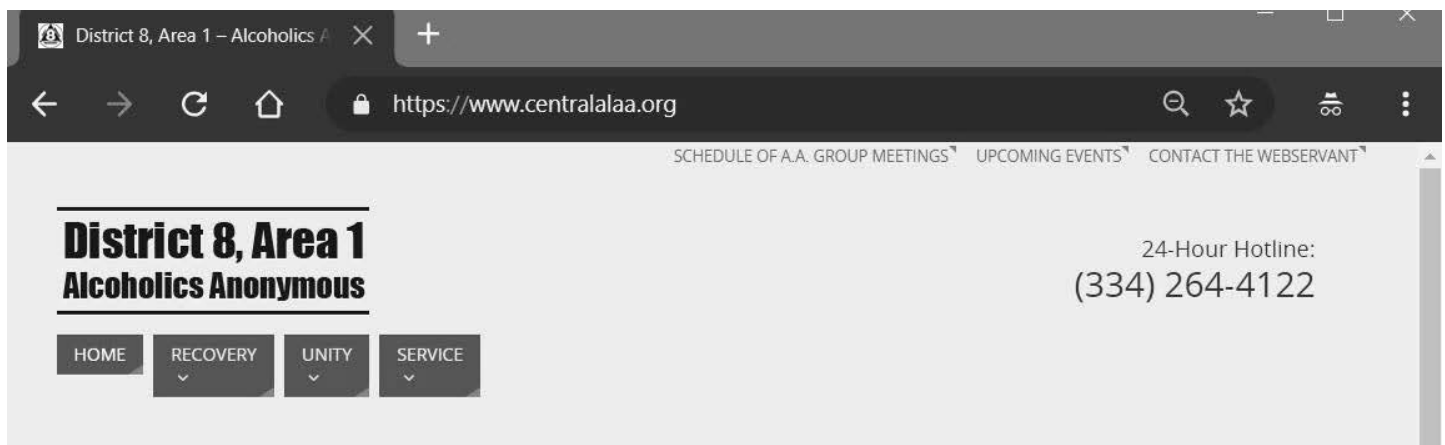 District 8, Area 1 – Alcoholics A
https://www.centralalaa.org
SCHEDULE OF A.A. GROUP MEETINGS UPCOMING EVENTS CONTACT THE WEBSERVANT
District 8, Area 1
Alcoholics Anonymous
24-Hour Hotline:
(334) 264-4122
HOME RECOVERY UNITY SERVICE